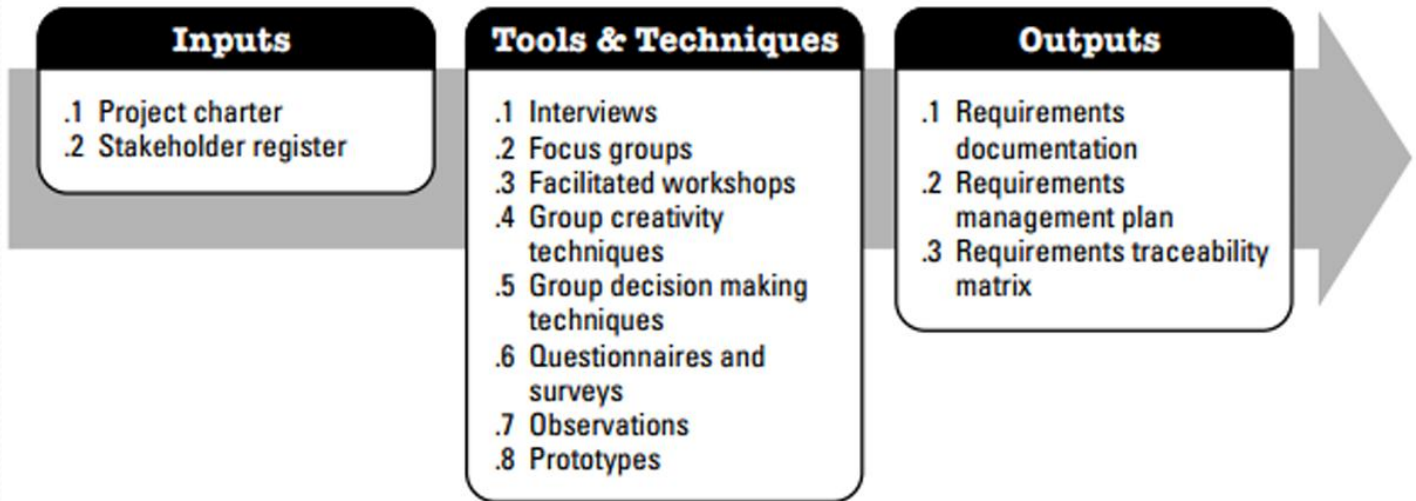 Inputs
.1 Project charter
.2 Stakeholder register
Tools & Techniques
.1 Interviews
.2 Focus groups
.3 Facilitated workshops
.4 Group creativity
techniques
.5 Group decision making
techniques
.6 Questionnaires and
surveys
.7 Observations
.8 Prototypes
Outputs
.1 Requirements
documentation
.2 Requirements
management plan
.3 Requirements traceability
matrix